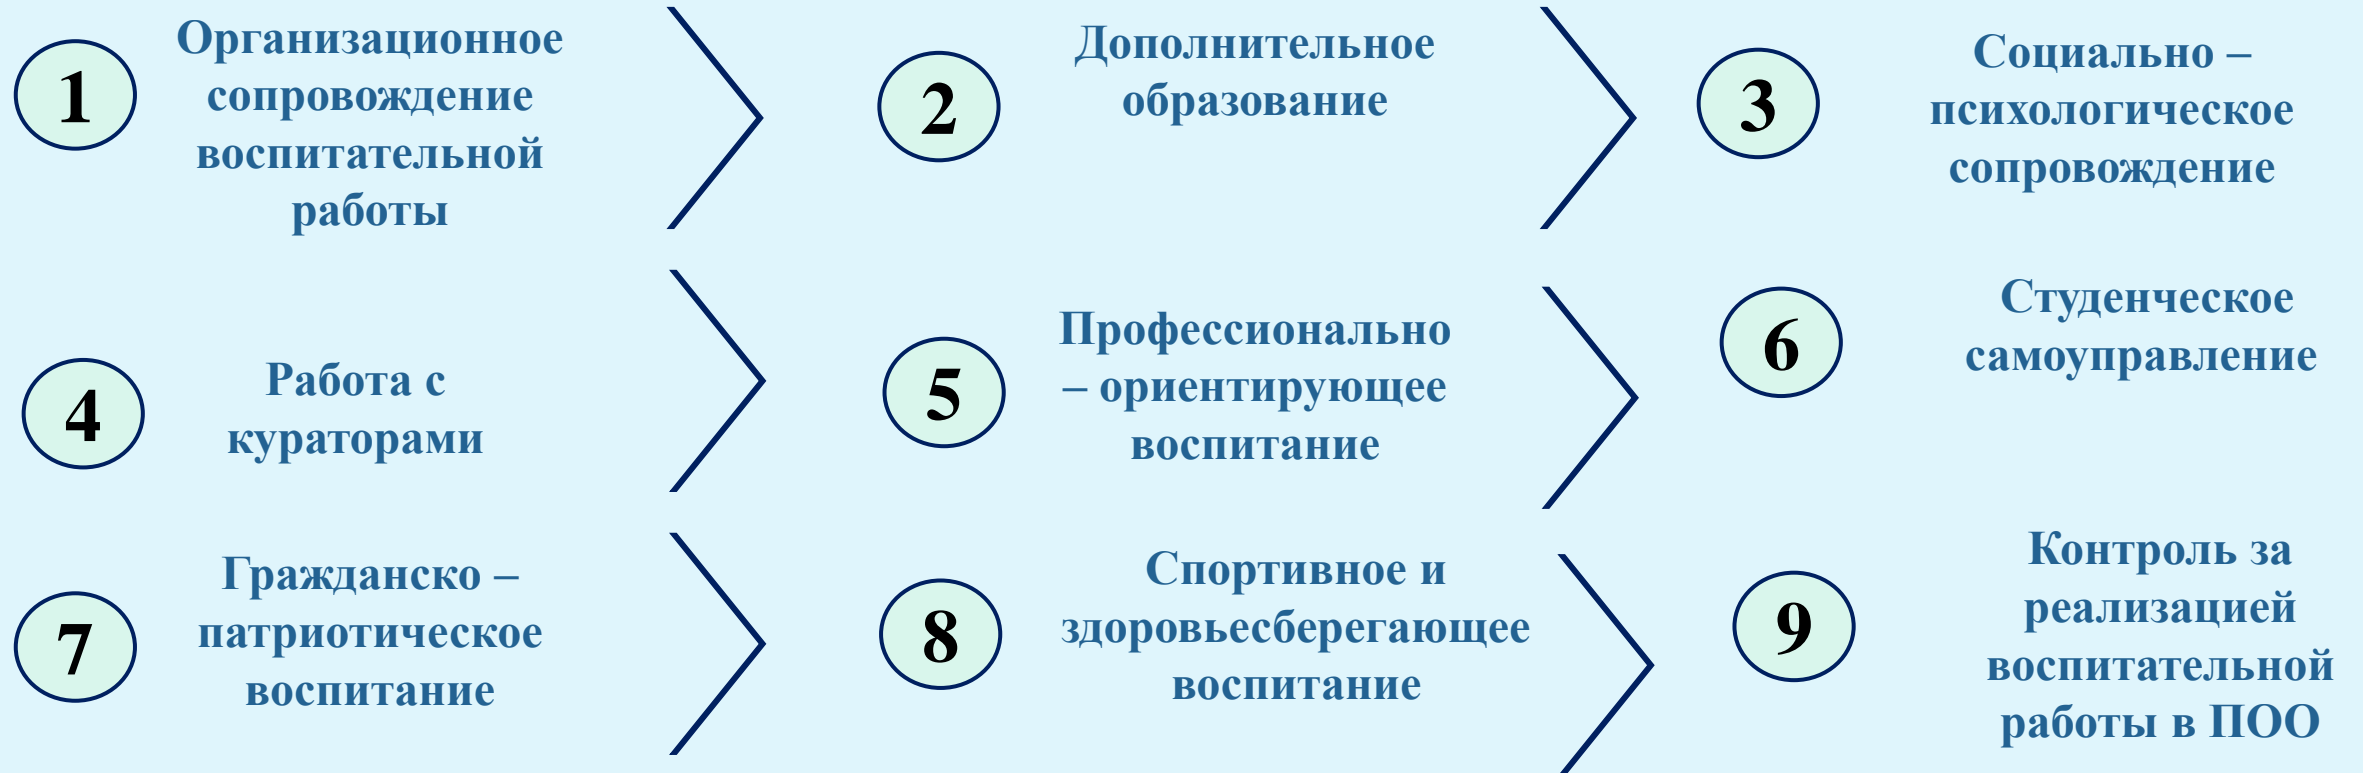 1
Организационное
сопровождение
воспитательной
работы
2
Дополнительное
образование
3
Социально –
психологическое
сопровождение
4
Работа с
кураторами
5
Профессионально
– ориентирующее
воспитание
6
Студенческое
самоуправление
7
Гражданско –
патриотическое
воспитание
8
Спортивное и
здоровьесберегающее
воспитание
9
Контроль за
реализацией
воспитательной
работы в ПОО